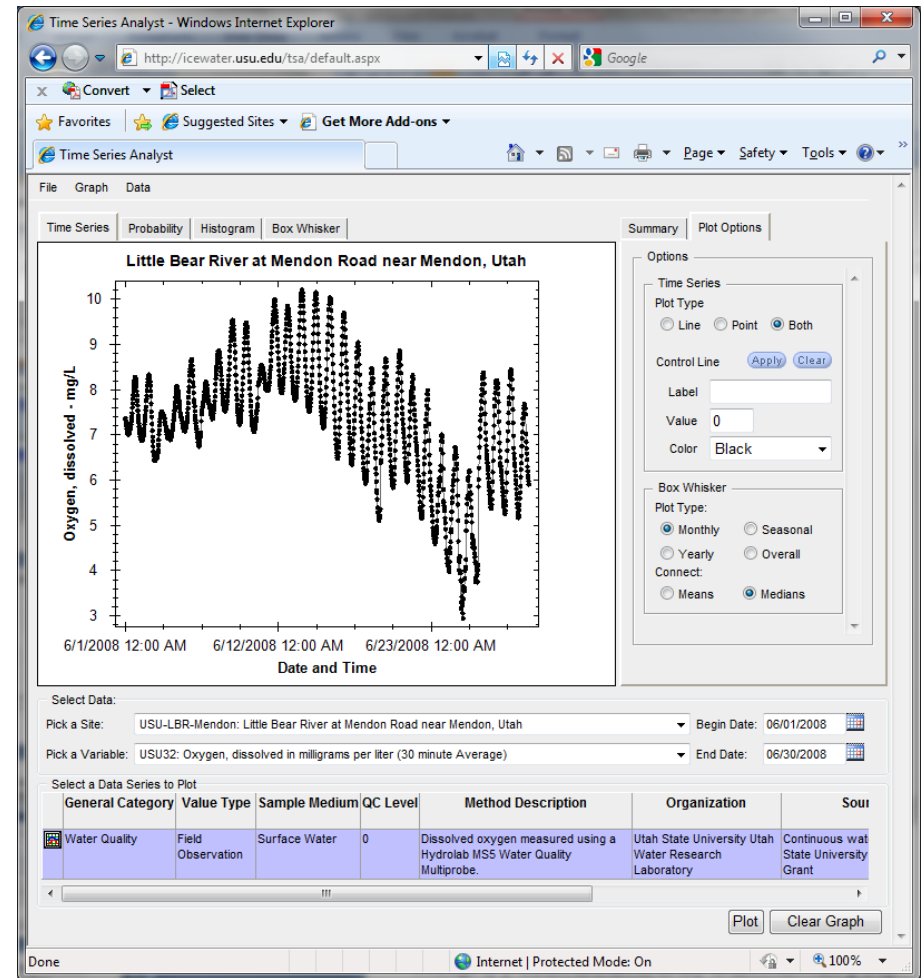 Time Series Analyst - Windows Internet Explorer
http://icewater.usu.edu/tsa/default.aspx
Google
x Convert Select
Favorites Suggested Sites Get More Add-ons
Time Series Analyst Page Safety Tools »
File Graph Data
Time Series Probability Histogram Box Whisker
Little Bear River at Mendon Road near Mendon, Utah
Oxygen, dissolved - mg/L
10
9
8
7
6
5
4
3
6/1/2008 12:00 AM 6/12/2008 12:00 AM 6/23/2008 12:00 AM
Date and Time
Summary Plot Options
Options
Time Series
Plot Type
Line Point Both
Control Line Apply Clear
Label
Value 0
Color Black
Box Whisker
Plot Type:
Monthly Seasonal
Yearly Overall
Connect:
Means Medians
Select Data:
Pick a Site: USU-LBR-Mendon: Little Bear River at Mendon Road near Mendon, Utah Begin Date: 06/01/2008
Pick a Variable: USU32: Oxygen, dissolved in milligrams per liter (30 minute Average) End Date: 06/30/2008
Select a Data Series to Plot
General Category Value Type Sample Medium QC Level Method Description Organization Sour
Water Quality Field Surface Water 0 Dissolved oxygen measured using a Utah State University Utah Continuous wat
Observation Hydrolab MS5 Water Quality Water Research State University
Multiprobe. Laboratory Grant
Plot Clear Graph
Done Internet | Protected Mode: On 100%